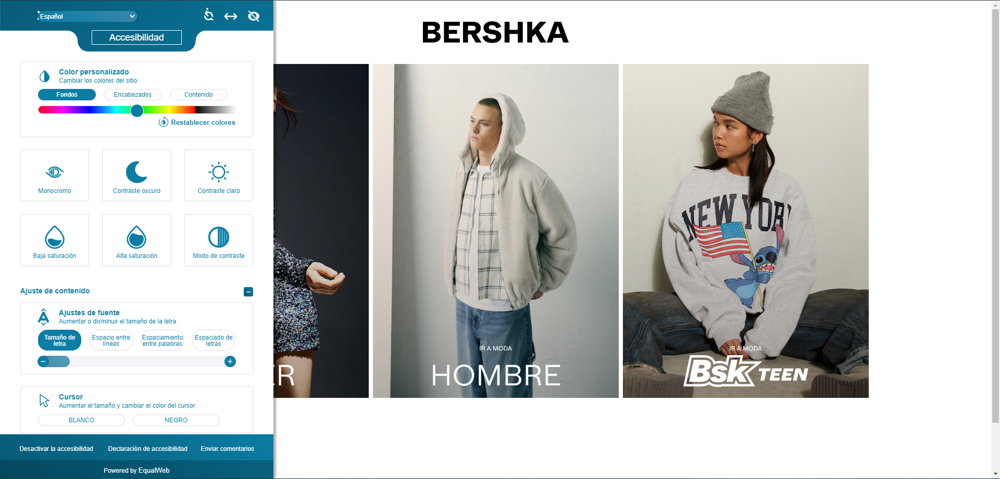 Español
Accesibilidad
Color personalizado
Cambiar los colores del sitio
Fondos
Encabezados
Contenido
Restablecer colores
Monocromo
Contraste oscuro
Contraste claro
Baja saturación
Alta saturación
Modo de contraste
Ajuste de contenido
Ajustes de fuente
Aumentar o disminuir el tamaño de la letra
Tamaño de
letra
Espacio entre
líneas
Espaciamiento
entre palabras
Espaciado de
letras
Cursor
Aumentar el tamaño y cambiar el color del cursor
BLANCO
NEGRO
Desactivar la accesibilidad
Declaración de accesibilidad
Enviar comentarios
Powered by EqualWeb
BERSHKA
ER
IR A MODA
HOMBRE
NEW YOR
IR A MODA
Bsk TEEN